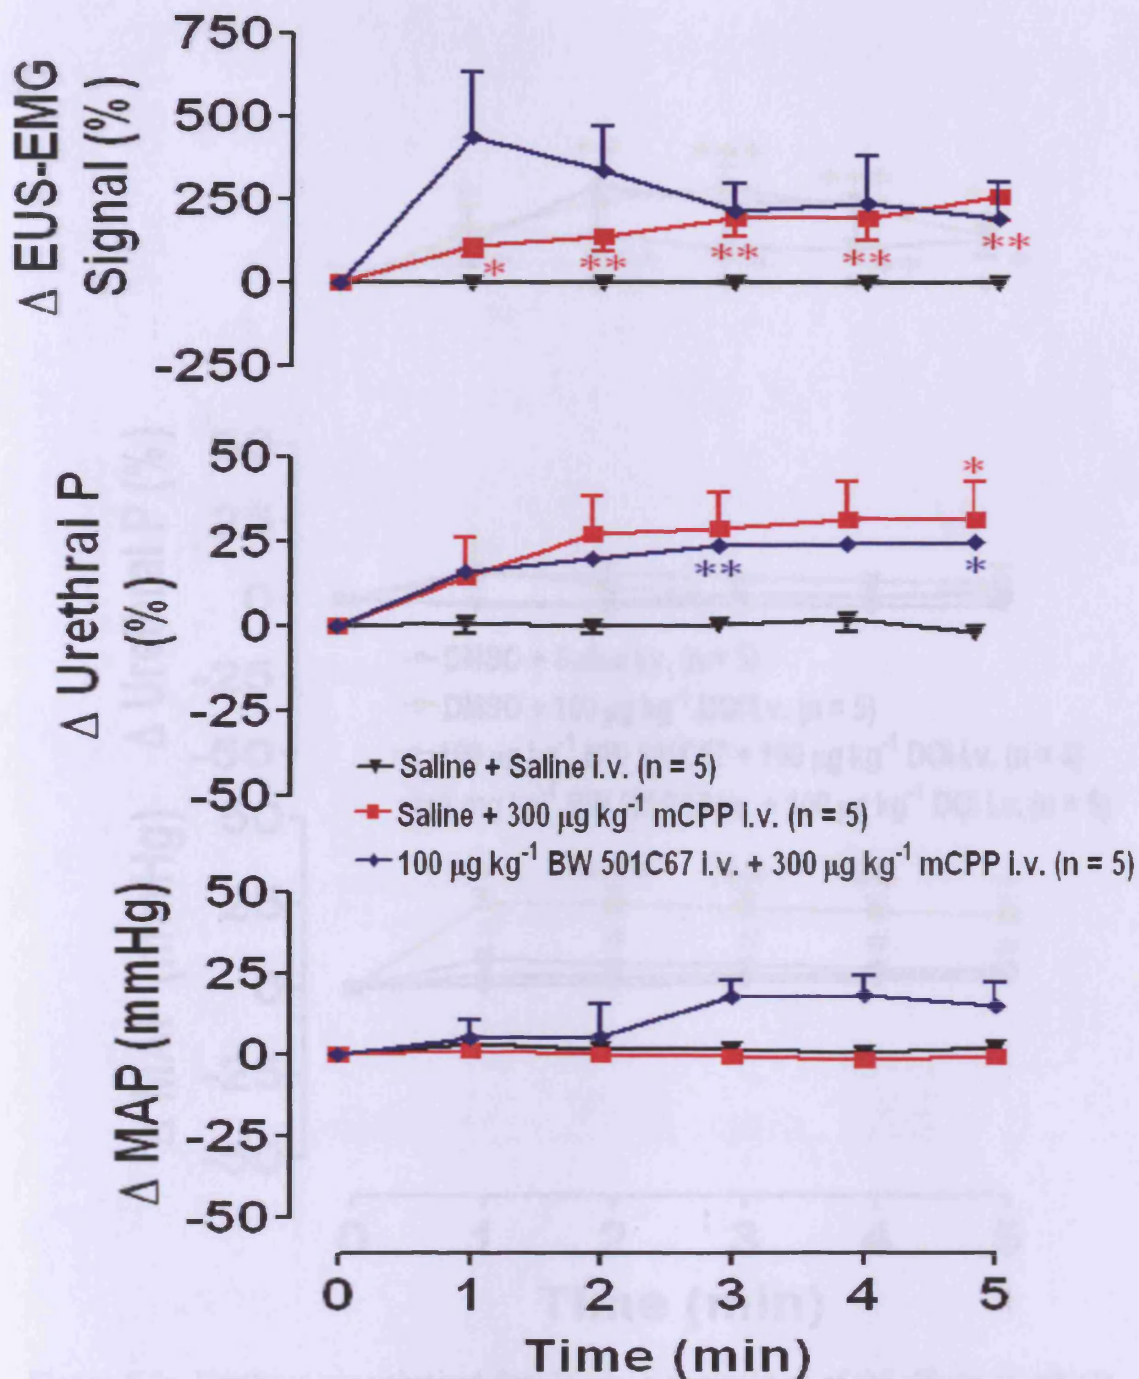 750
500
250
0
-250
Δ EUS-EMG
Signal (%)
*
**
**
**
**
50
25
0
-25
-50
Δ Urethral P
(%)
*
**
*
Saline + Saline i.v. (n = 5)
Saline + 300 µg kg⁻¹ mCPP i.v. (n = 5)
100 µg kg⁻¹ BW 501C67 i.v. + 300 µg kg⁻¹ mCPP i.v. (n = 5)
50
25
0
-25
-50
Δ MAP (mmHg)
0 1 2 3 4 5
Time (min)